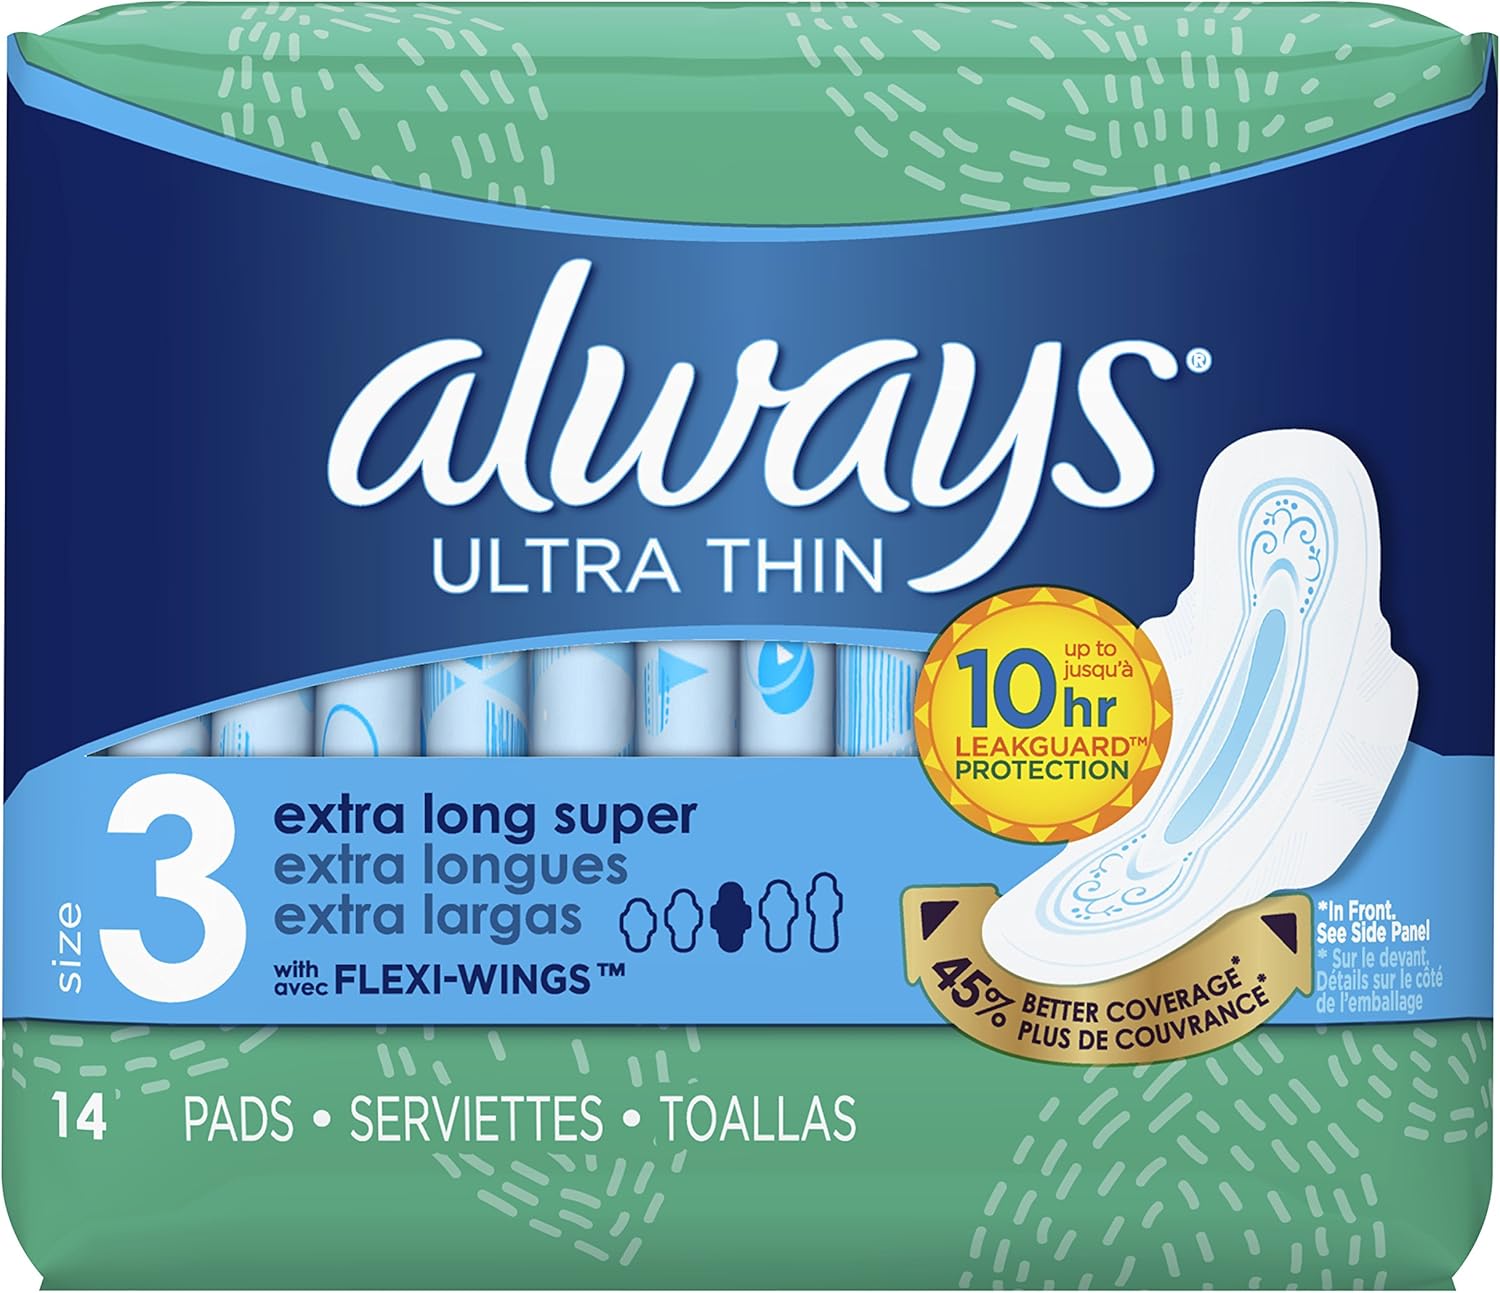 always®
ULTRA THIN
10 hr
up to
jusqu'à
LEAKGUARD™
PROTECTION
size 3
extra long super
extra longues
extra largas
with
avec FLEXI-WINGS™
45% BETTER COVERAGE*
PLUS DE COUVRANCE*
*In Front.
See Side Panel
* Sur le devant,
Détails sur le côté
de l'emballage
14 PADS • SERVIETTES • TOALLAS